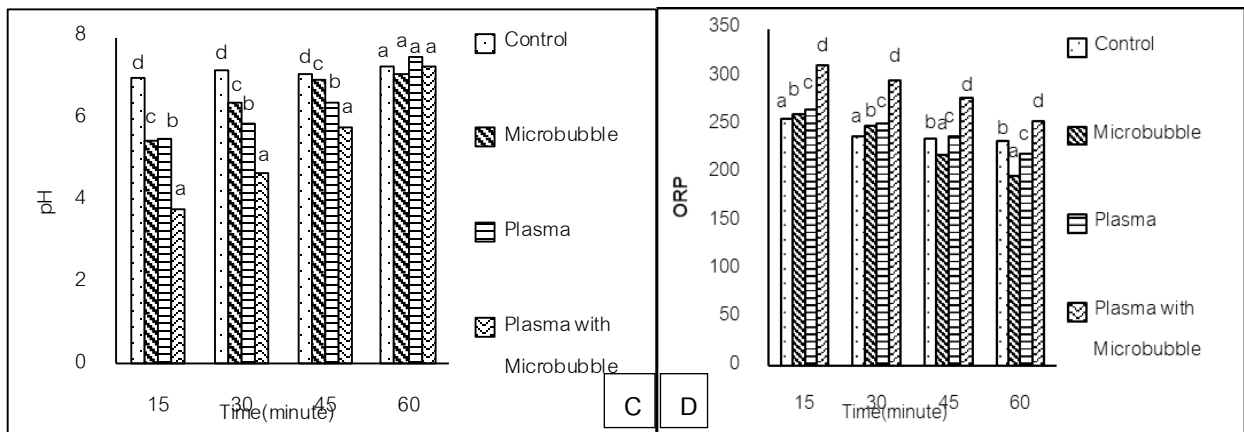 8
6
4
2
0
pH
d
c
b
a
d
c
b
a
d
c
b
a
a
a
a
a
15
30
45
60
Time(minute)
Control
Microbubble
Plasma
Plasma with
Microbubble
C
350
300
250
200
150
100
50
0
ORP
a
b
c
d
a
b
c
d
b
a
c
d
b
a
c
d
15
30
45
60
Time(minute)
Control
Microbubble
Plasma
Plasma with
Microbubble
D